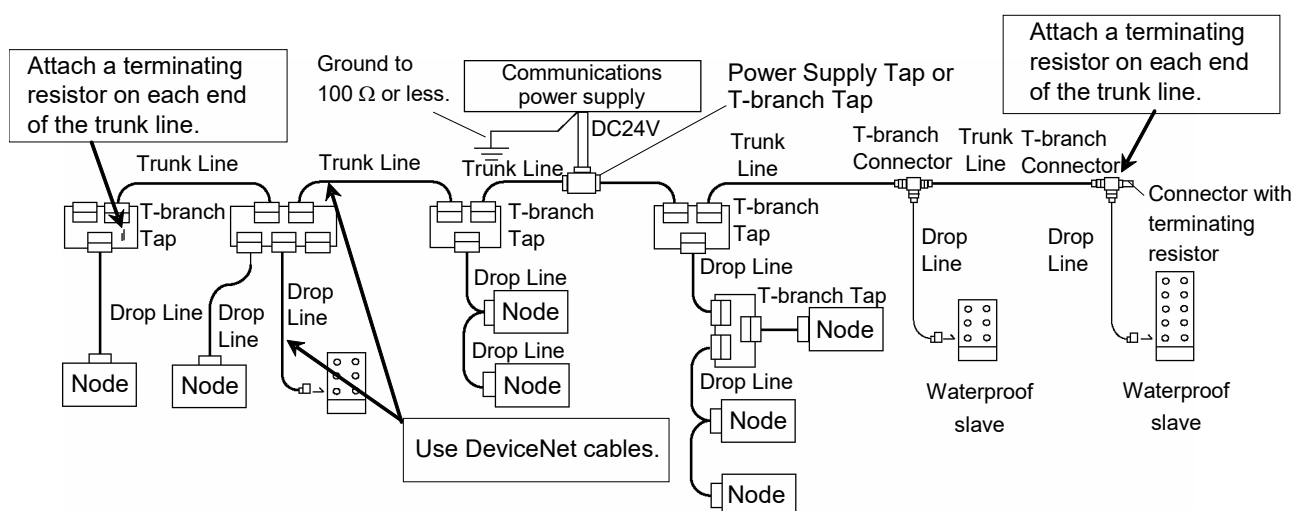 Attach a terminating
resistor on each end
of the trunk line.
Ground to
100 Ω or less.
Communications
power supply
DC24V
Power Supply Tap or
T-branch Tap
Attach a terminating
resistor on each end
of the trunk line.
Trunk Line
Trunk Line
Trunk Line
Trunk
Line
T-branch
Connector
Trunk
Line
T-branch
Connector
Connector with
terminating
resistor
T-branch
Tap
T-branch
Tap
T-branch
Tap
T-branch
Tap
Drop Line
Drop
Line
Drop
Line
Drop Line
Drop Line
Drop Line
Drop Line
Drop
Line
Drop
Line
T-branch Tap
Node
Node
Node
Node
Node
Node
Node
Waterproof
slave
Waterproof
slave
Use DeviceNet cables.